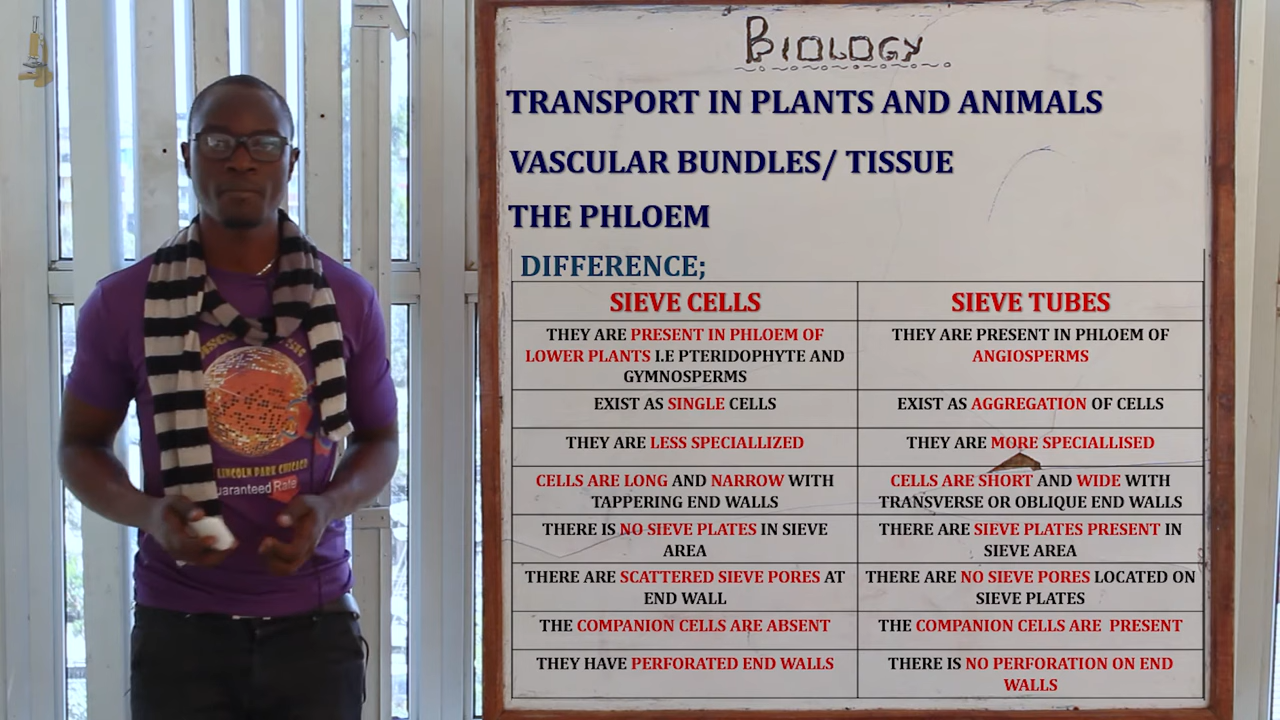 BIOLOGY
TRANSPORT IN PLANTS AND ANIMALS
VASCULAR BUNDLES/ TISSUE
THE PHLOEM
DIFFERENCE;
SIEVE CELLS
SIEVE TUBES
THEY ARE PRESENT IN PHLOEM OF
LOWER PLANTS I.E PTERIDOPHYTE AND
GYMNOSPERMS
THEY ARE PRESENT IN PHLOEM OF
ANGIOSPERMS
EXIST AS SINGLE CELLS
EXIST AS AGGREGATION OF CELLS
THEY ARE LESS SPECIALLIZED
THEY ARE MORE SPECIALLISED
CELLS ARE LONG AND NARROW WITH
TAPPERING END WALLS
CELLS ARE SHORT AND WIDE WITH
TRANSVERSE OR OBLIQUE END WALLS
THERE IS NO SIEVE PLATES IN SIEVE
AREA
THERE ARE SIEVE PLATES PRESENT IN
SIEVE AREA
THERE ARE SCATTERED SIEVE PORES AT
END WALL
THERE ARE NO SIEVE PORES LOCATED ON
SIEVE PLATES
THE COMPANION CELLS ARE ABSENT
THE COMPANION CELLS ARE PRESENT
THEY HAVE PERFORATED END WALLS
THERE IS NO PERFORATION ON END
WALLS
LINCOLN PARK CHICAGO